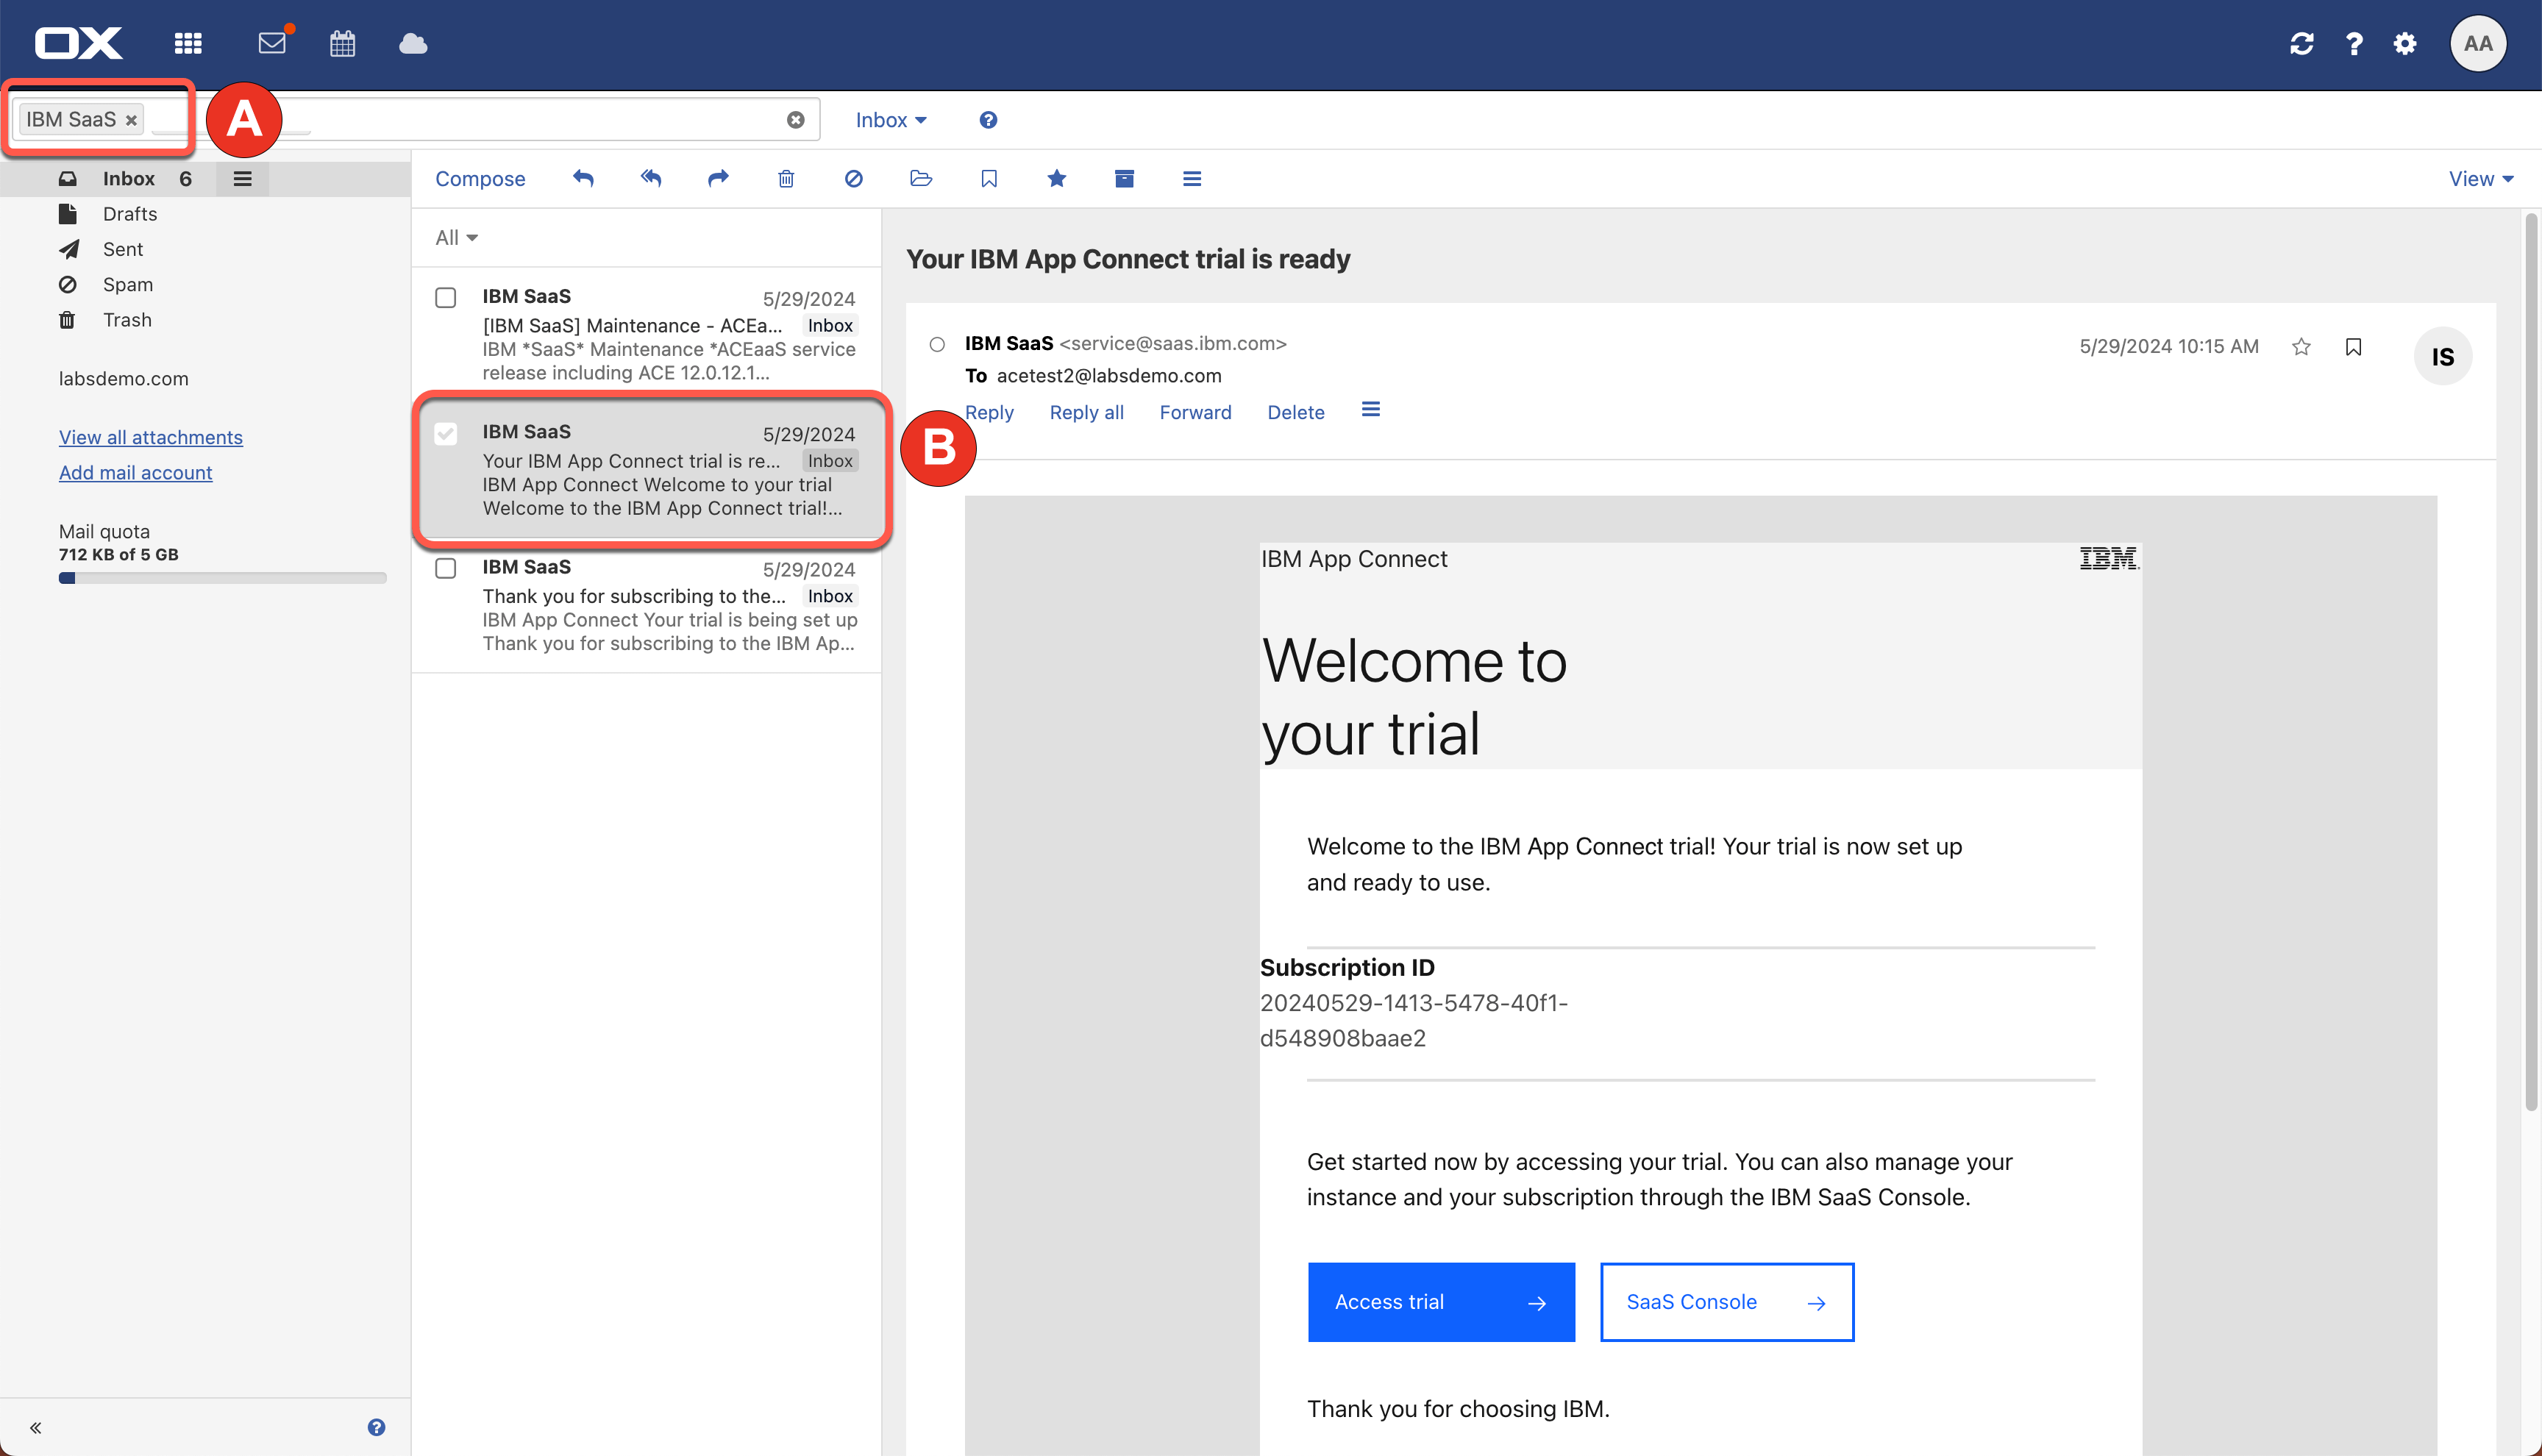 OX
AA
IBM SaaS ×
A
Inbox
Inbox 6
Drafts
Sent
Spam
Trash
labsdemo.com
View all attachments
Add mail account
Mail quota
712 KB of 5 GB
Compose
View
All
IBM SaaS 5/29/2024
[IBM SaaS] Maintenance - ACEa... Inbox
IBM *SaaS* Maintenance *ACEaaS service
release including ACE 12.0.12.1...
IBM SaaS 5/29/2024
Your IBM App Connect trial is re... Inbox
IBM App Connect Welcome to your trial
Welcome to the IBM App Connect trial!...
B
IBM SaaS 5/29/2024
Thank you for subscribing to the... Inbox
IBM App Connect Your trial is being set up
Thank you for subscribing to the IBM Ap...
Your IBM App Connect trial is ready
IBM SaaS <service@saas.ibm.com> 5/29/2024 10:15 AM IS
To acetest2@labsdemo.com
Reply Reply all Forward Delete
IBM App Connect IBM.
Welcome to
your trial
Welcome to the IBM App Connect trial! Your trial is now set up
and ready to use.
Subscription ID
20240529-1413-5478-40f1-
d548908baae2
Get started now by accessing your trial. You can also manage your
instance and your subscription through the IBM SaaS Console.
Access trial →
SaaS Console →
Thank you for choosing IBM.